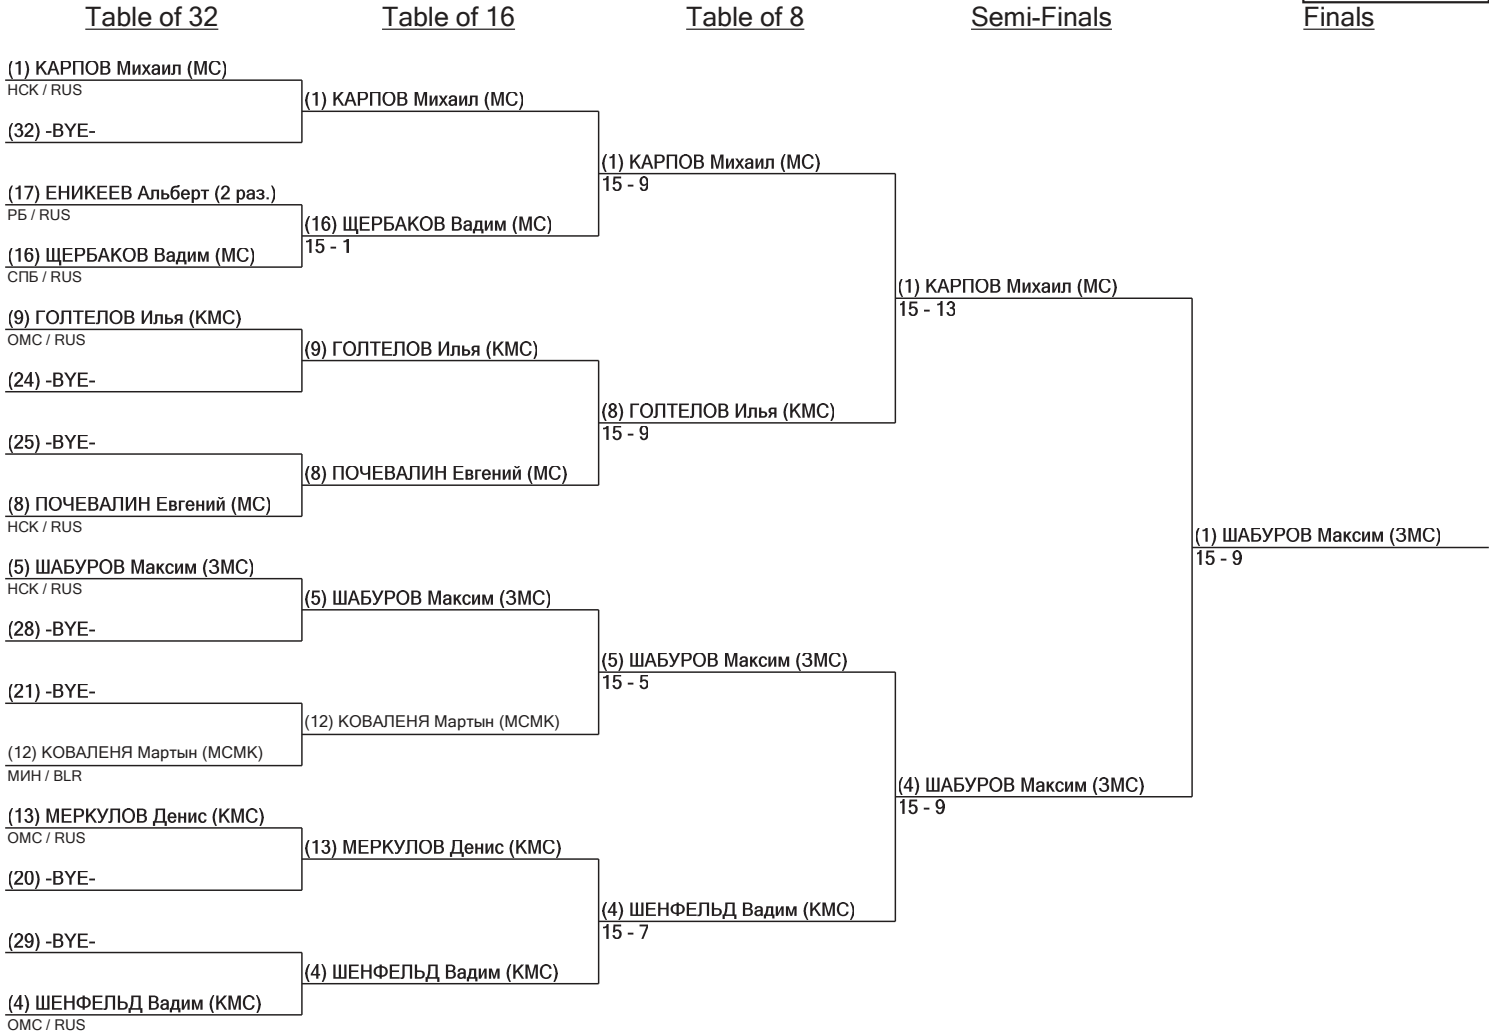 Table of 32
Table of 16
Table of 8
Semi-Finals
Finals
(1) КАРПОВ Михаил (МС)
НСК / RUS
(32) -BYE-
(17) ЕНИКЕЕВ Альберт (2 раз.)
РБ / RUS
(16) ЩЕРБАКОВ Вадим (МС)
СПБ / RUS
(9) ГОЛТЕЛОВ Илья (КМС)
ОМС / RUS
(24) -BYE-
(25) -BYE-
(8) ПОЧЕВАЛИН Евгений (МС)
НСК / RUS
(5) ШАБУРОВ Максим (ЗМС)
НСК / RUS
(28) -BYE-
(21) -BYE-
(12) КОВАЛЕНЯ Мартын (МСМК)
МИН / BLR
(13) МЕРКУЛОВ Денис (КМС)
ОМС / RUS
(20) -BYE-
(29) -BYE-
(4) ШЕНФЕЛЬД Вадим (КМС)
ОМС / RUS
(1) КАРПОВ Михаил (МС)
(16) ЩЕРБАКОВ Вадим (МС)
15 - 1
(9) ГОЛТЕЛОВ Илья (КМС)
(8) ПОЧЕВАЛИН Евгений (МС)
(5) ШАБУРОВ Максим (ЗМС)
(12) КОВАЛЕНЯ Мартын (МСМК)
(13) МЕРКУЛОВ Денис (КМС)
(4) ШЕНФЕЛЬД Вадим (КМС)
(1) КАРПОВ Михаил (МС)
15 - 9
(8) ГОЛТЕЛОВ Илья (КМС)
15 - 9
(5) ШАБУРОВ Максим (ЗМС)
15 - 5
(4) ШЕНФЕЛЬД Вадим (КМС)
15 - 7
(1) КАРПОВ Михаил (МС)
15 - 13
(4) ШАБУРОВ Максим (ЗМС)
15 - 9
(1) ШАБУРОВ Максим (ЗМС)
15 - 9